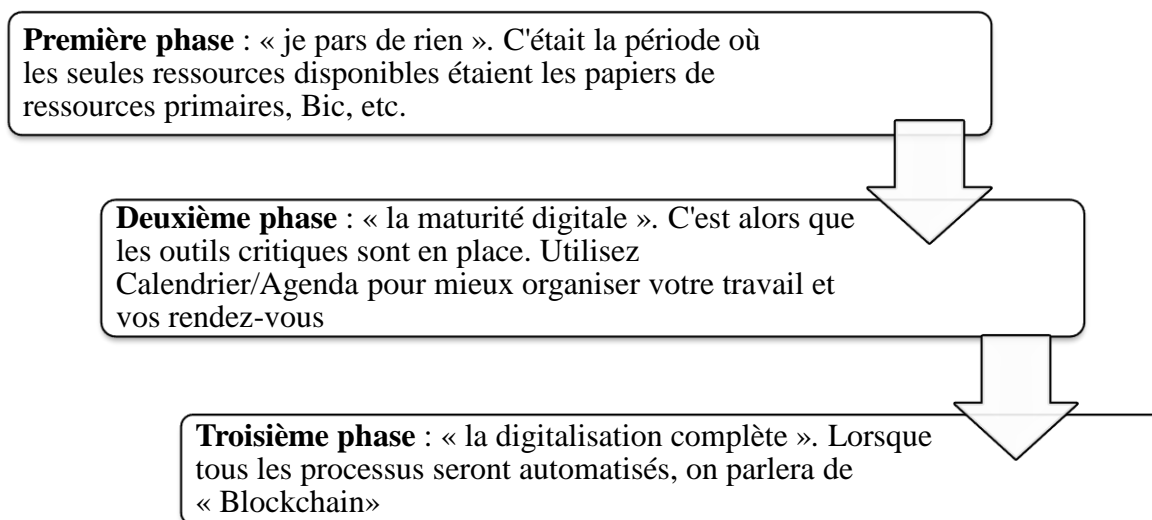 Première phase : « je pars de rien ». C'était la période où
les seules ressources disponibles étaient les papiers de
ressources primaires, Bic, etc.
Deuxième phase : « la maturité digitale ». C'est alors que
les outils critiques sont en place. Utilisez
Calendrier/Agenda pour mieux organiser votre travail et
vos rendez-vous
Troisième phase : « la digitalisation complète ». Lorsque
tous les processus seront automatisés, on parlera de
« Blockchain»